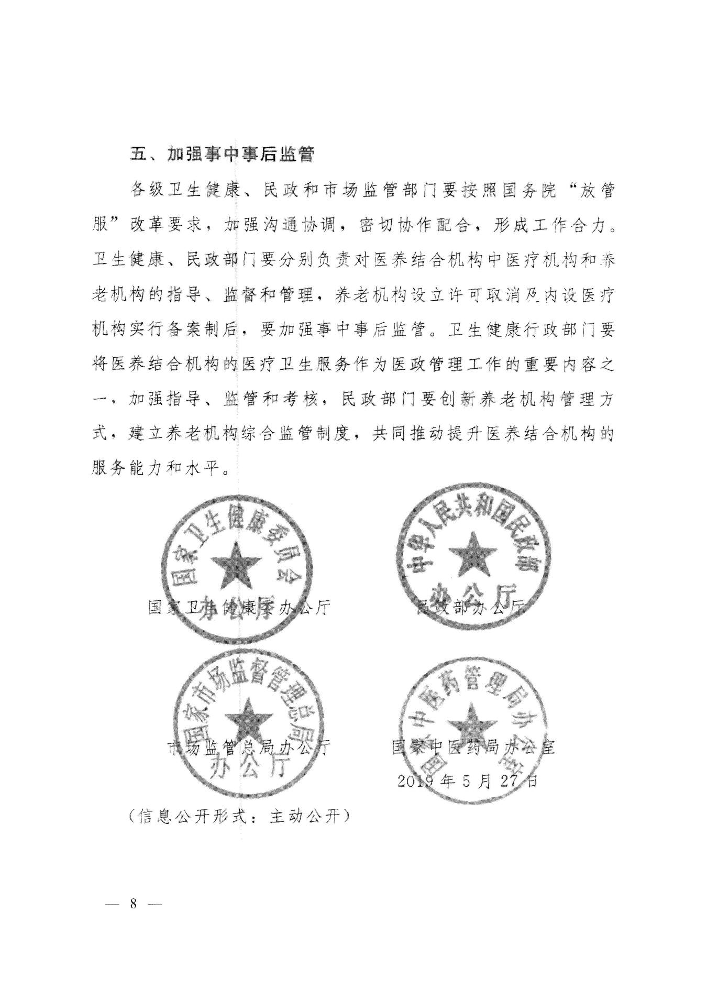 五、加强事中事后监管
各级卫生健康、民政和市场监管部门要按照国务院“放管
服”改革要求，加强沟通协调，密切协作配合，形成工作合力。
卫生健康、民政部门要分别负责对医养结合机构中医疗机构和养
老机构的指导、监督和管理，养老机构设立许可取消及内设医疗
机构实行备案制后，要加强事中事后监管。卫生健康行政部门要
将医养结合机构的医疗卫生服务作为医政管理工作的重要内容之
一，加强指导、监管和考核，民政部门要创新养老机构管理方
式，建立养老机构综合监管制度，共同推动提升医养结合机构的
服务能力和水平。
国家卫生健康委员会
办公厅
国家卫生健康委办公厅
中华人民共和国民政部
办公厅
民政部办公厅
国家市场监督管理总局
办公厅
市场监管总局办公厅
国家中医药管理局办公室
国家中医药局办公室
2019年5月27日
（信息公开形式：主动公开）
— 8 —